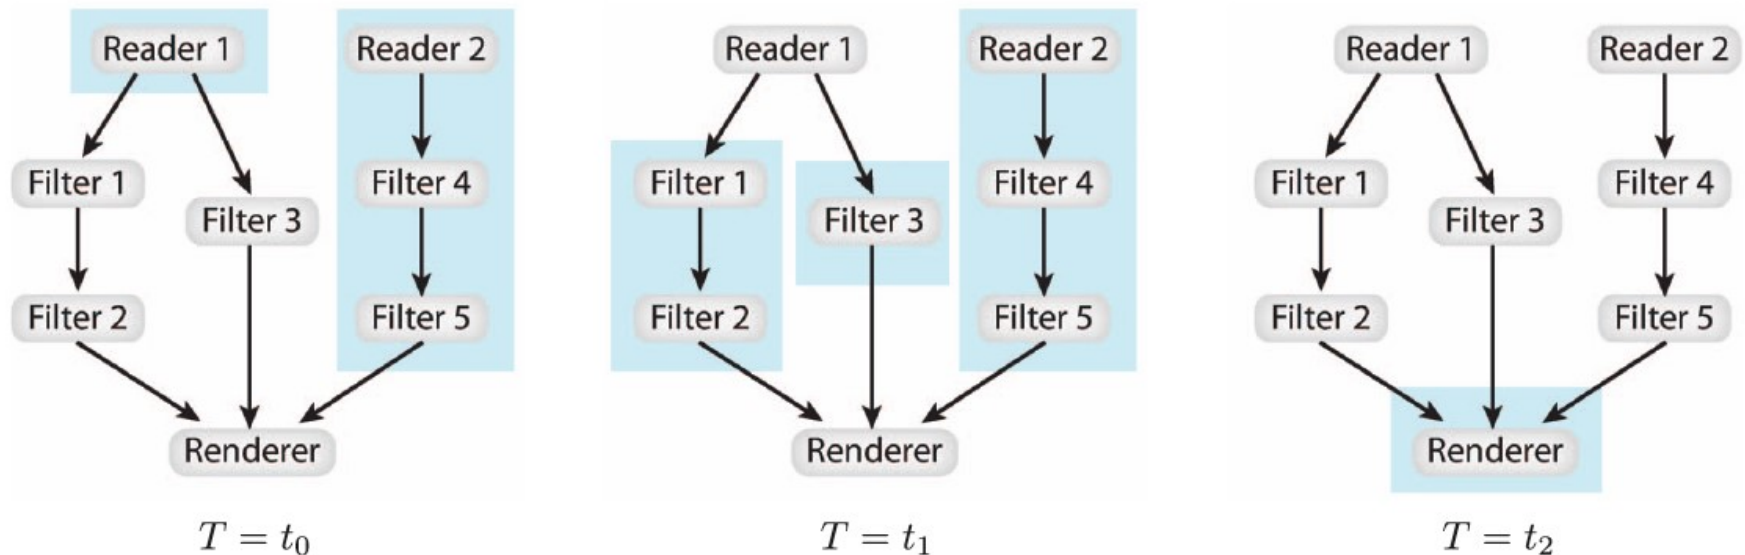 Reader 1
Reader 2
Filter 1
Filter 4
Filter 3
Filter 2
Filter 5
Renderer
T = t₀
Reader 1
Reader 2
Filter 1
Filter 4
Filter 3
Filter 2
Filter 5
Renderer
T = t₁
Reader 1
Reader 2
Filter 1
Filter 4
Filter 3
Filter 2
Filter 5
Renderer
T = t₂